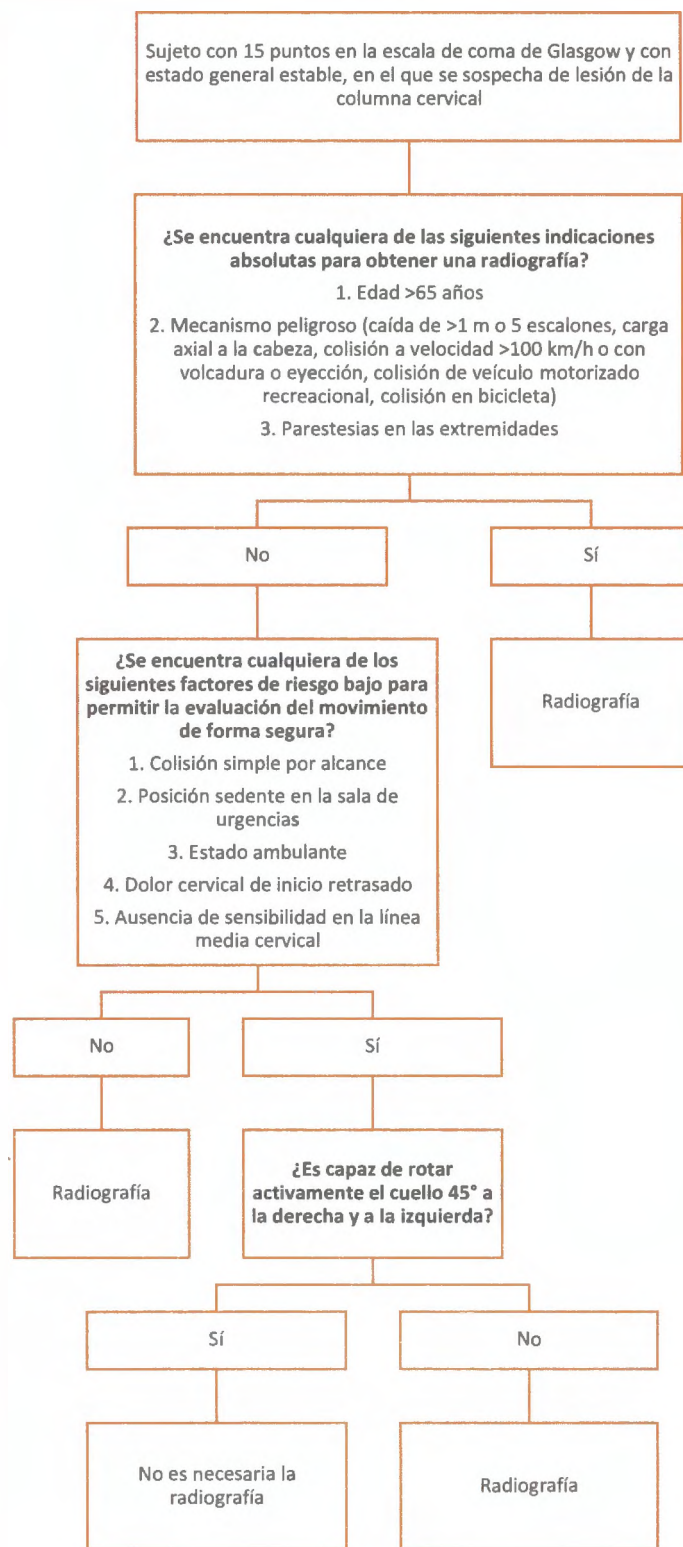 Sujeto con 15 puntos en la escala de coma de Glasgow y con
estado general estable, en el que se sospecha de lesión de la
columna cervical
¿Se encuentra cualquiera de las siguientes indicaciones
absolutas para obtener una radiografía?
1. Edad >65 años
2. Mecanismo peligroso (caída de >1 m o 5 escalones, carga
axial a la cabeza, colisión a velocidad >100 km/h o con
volcadura o eyección, colisión de veículo motorizado
recreacional, colisión en bicicleta)
3. Parestesias en las extremidades
No
Sí
¿Se encuentra cualquiera de los
siguientes factores de riesgo bajo para
permitir la evaluación del movimiento
de forma segura?
1. Colisión simple por alcance
2. Posición sedente en la sala de
urgencias
3. Estado ambulante
4. Dolor cervical de inicio retrasado
5. Ausencia de sensibilidad en la línea
media cervical
Radiografía
No
Sí
Radiografía
¿Es capaz de rotar
activamente el cuello 45° a
la derecha y a la izquierda?
Sí
No
No es necesaria la
radiografía
Radiografía